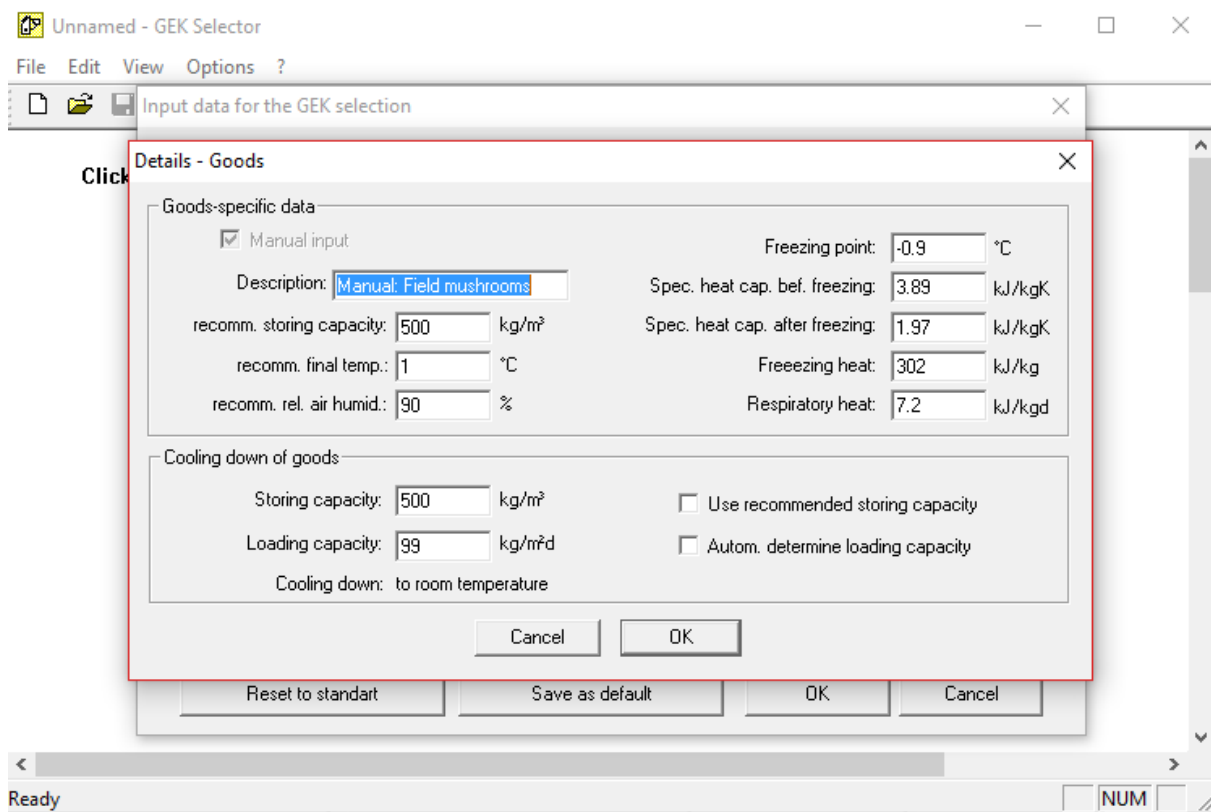 Unnamed - GEK Selector
File Edit View Options ?
Input data for the GEK selection
Click
Details - Goods
Goods-specific data
Manual input
Description: Manual: Field mushrooms
recomm. storing capacity: 500 kg/m³
recomm. final temp.: 1 °C
recomm. rel. air humid.: 90 %
Freezing point: -0.9 °C
Spec. heat cap. bef. freezing: 3.89 kJ/kgK
Spec. heat cap. after freezing: 1.97 kJ/kgK
Freeezing heat: 302 kJ/kg
Respiratory heat: 7.2 kJ/kgd
Cooling down of goods
Storing capacity: 500 kg/m³
Loading capacity: 99 kg/m²d
Cooling down: to room temperature
Use recommended storing capacity
Autom. determine loading capacity
Cancel OK
Reset to standart Save as default OK Cancel
Ready NUM